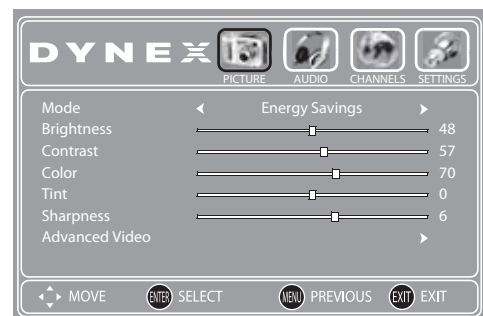 DYNEX
PICTURE AUDIO CHANNELS SETTINGS
Mode Energy Savings
Brightness 48
Contrast 57
Color 70
Tint 0
Sharpness 6
Advanced Video
MOVE ENTER SELECT MENU PREVIOUS EXIT EXIT